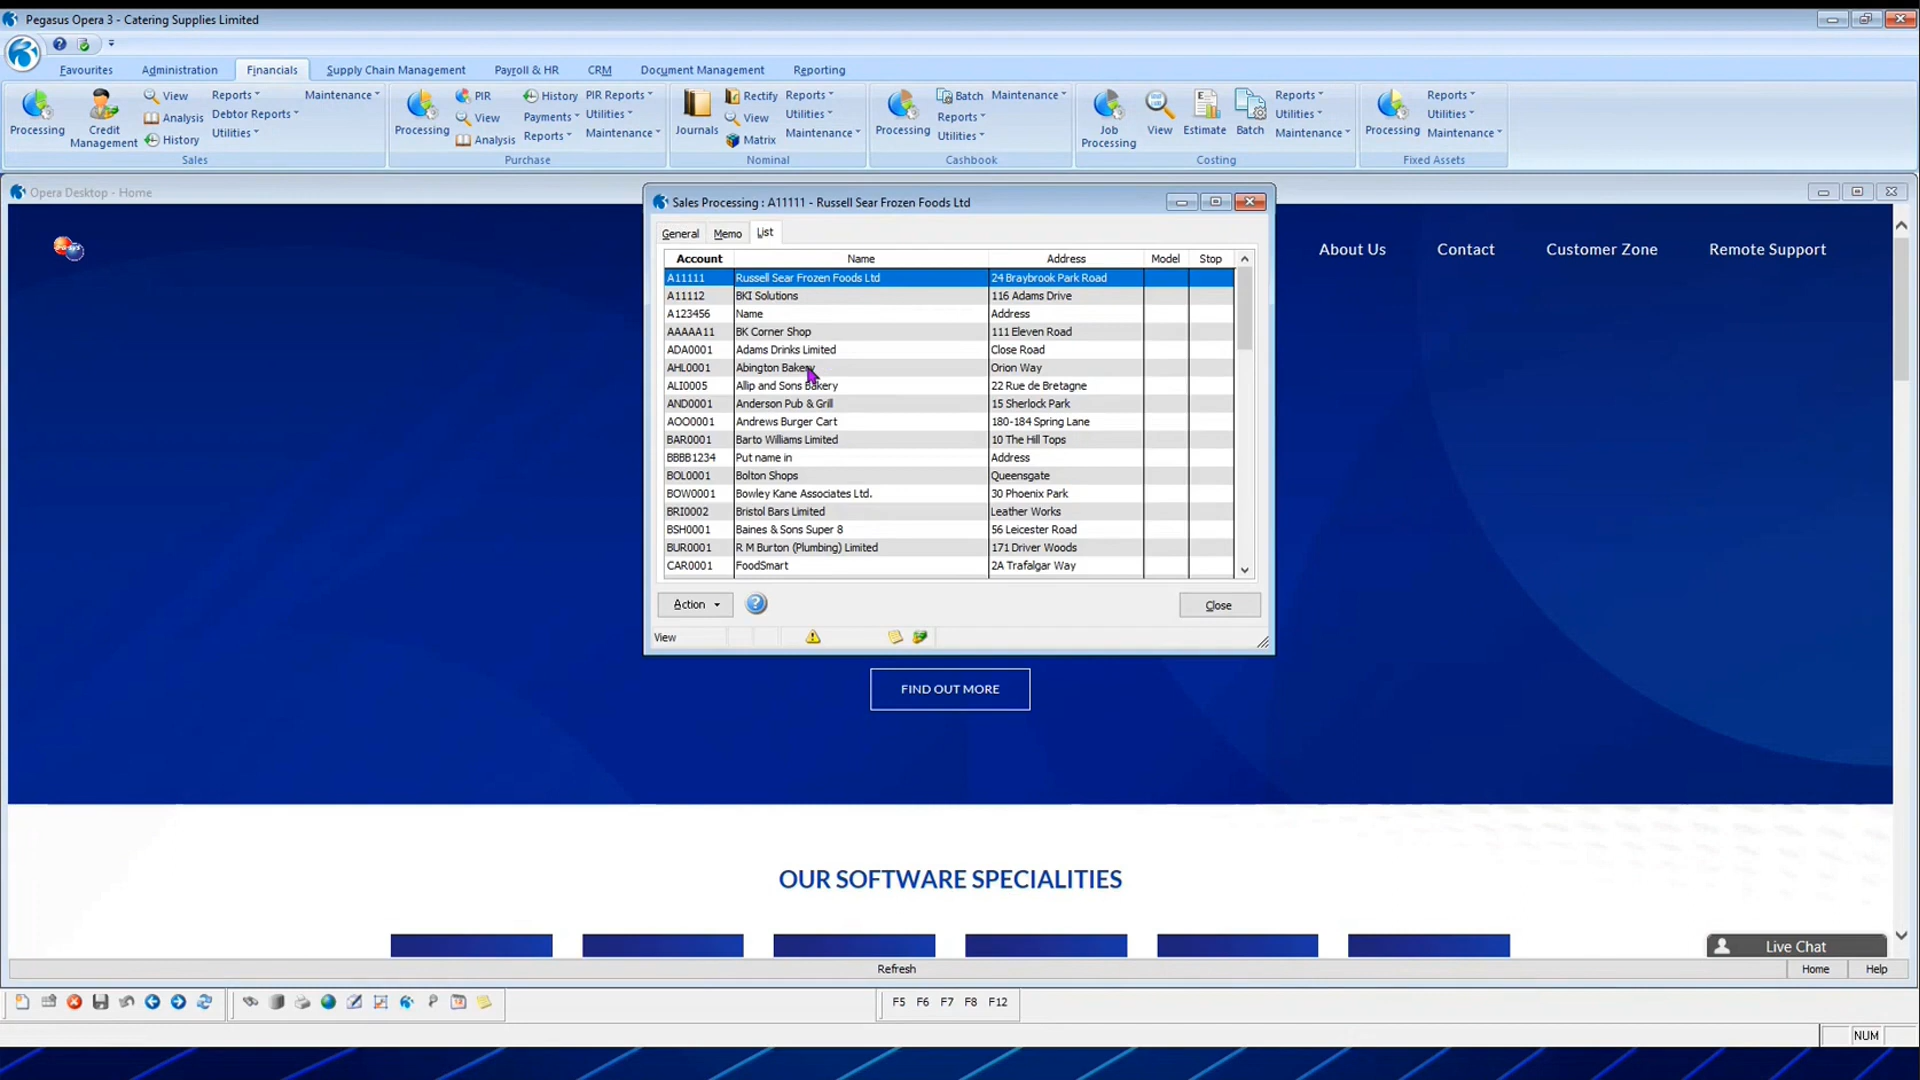 Pegasus Opera 3 - Catering Supplies Limited
Favourites Administration Financials Supply Chain Management Payroll & HR CRM Document Management Reporting
Processing Credit Management View Analysis History Reports Debtor Reports Utilities Maintenance
Sales
Processing PIR View Analysis History Payments Reports PIR Reports Utilities Maintenance
Purchase
Journals Rectify View Matrix Reports Utilities Maintenance
Nominal
Processing Batch Reports Utilities Maintenance
Cashbook
Job Processing View Estimate Batch Reports Utilities Maintenance
Costing
Processing Reports Utilities Maintenance
Fixed Assets
Opera Desktop - Home
About Us Contact Customer Zone Remote Support
Sales Processing : A11111 - Russell Sear Frozen Foods Ltd
General Memo List
Account Name Address Model Stop
A11111 Russell Sear Frozen Foods Ltd 24 Braybrook Park Road
A11112 BKI Solutions 116 Adams Drive
A123456 Name Address
AAAAA11 BK Corner Shop 111 Eleven Road
ADA0001 Adams Drinks Limited Close Road
AHL0001 Abington Bakery Orion Way
ALI0005 Allip and Sons Bakery 22 Rue de Bretagne
AND0001 Anderson Pub & Grill 15 Sherlock Park
AOO0001 Andrews Burger Cart 180-184 Spring Lane
BAR0001 Barto Williams Limited 10 The Hill Tops
BBBB1234 Put name in Address
BOL0001 Bolton Shops Queensgate
BOW0001 Bowley Kane Associates Ltd. 30 Phoenix Park
BRI0002 Bristol Bars Limited Leather Works
BSH0001 Baines & Sons Super 8 56 Leicester Road
BUR0001 R M Burton (Plumbing) Limited 171 Driver Woods
CAR0001 FoodSmart 2A Trafalgar Way
Action Close
View
FIND OUT MORE
OUR SOFTWARE SPECIALITIES
Live Chat
Refresh Home Help
F5 F6 F7 F8 F12
NUM